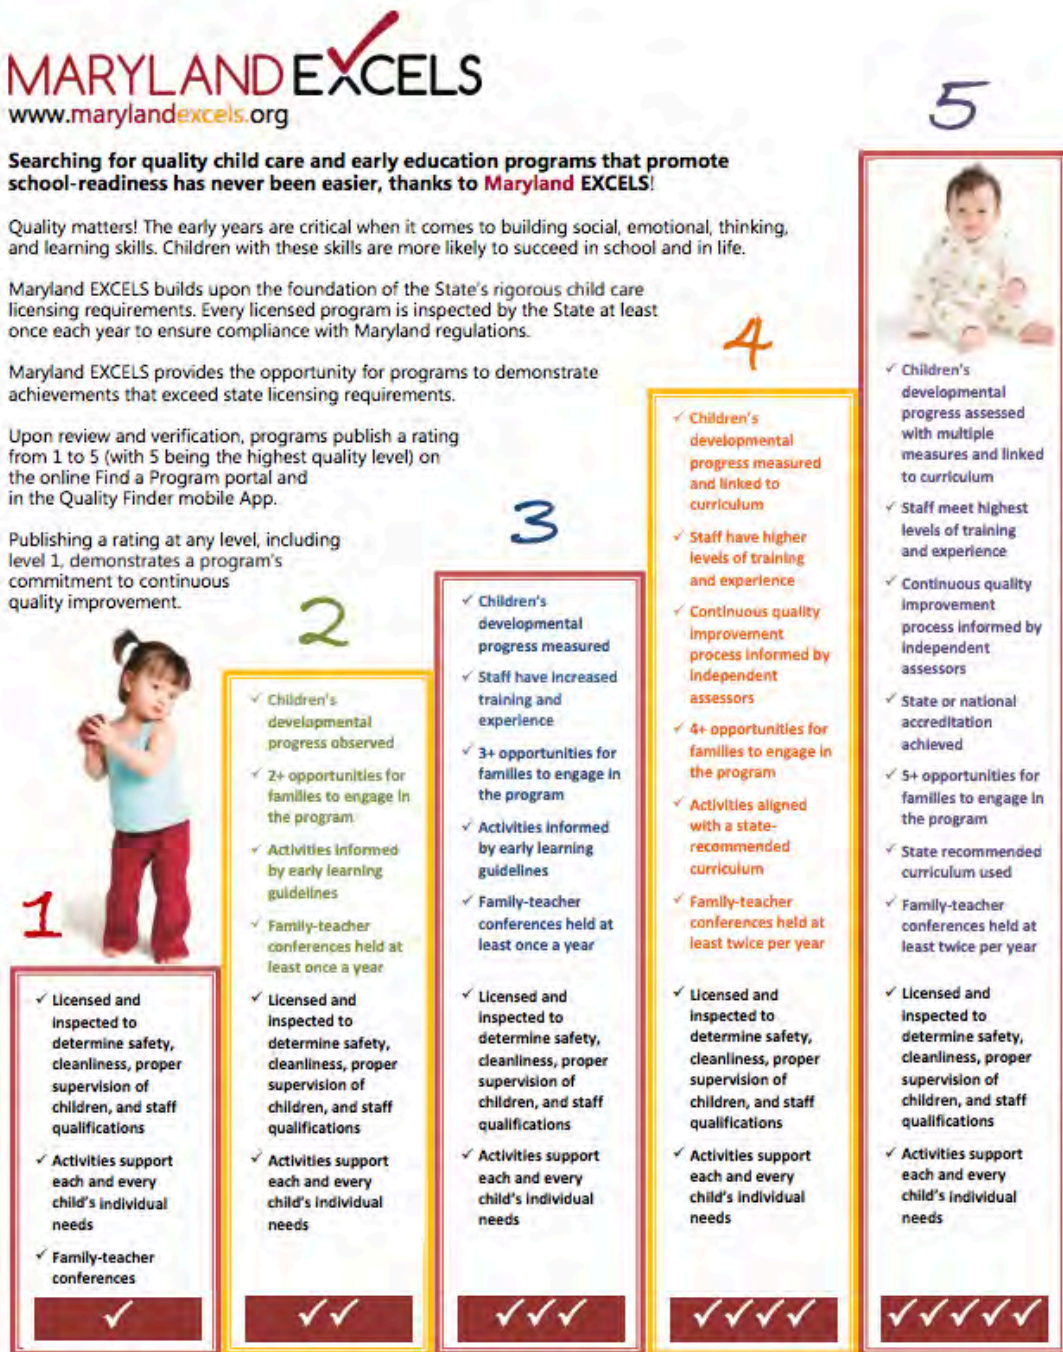 MARYLAND EXCELS
www.marylandexcels.org
Searching for quality child care and early education programs that promote
school-readiness has never been easier, thanks to Maryland EXCELS!
Quality matters! The early years are critical when it comes to building social, emotional, thinking,
and learning skills. Children with these skills are more likely to succeed in school and in life.
Maryland EXCELS builds upon the foundation of the State's rigorous child care
licensing requirements. Every licensed program is inspected by the State at least
once each year to ensure compliance with Maryland regulations.
Maryland EXCELS provides the opportunity for programs to demonstrate
achievements that exceed state licensing requirements.
Upon review and verification, programs publish a rating
from 1 to 5 (with 5 being the highest quality level) on
the online Find a Program portal and
in the Quality Finder mobile App.
Publishing a rating at any level, including
level 1, demonstrates a program's
commitment to continuous
quality improvement.
1
✓ Licensed and
inspected to
determine safety,
cleanliness, proper
supervision of
children, and staff
qualifications
✓ Activities support
each and every
child's individual
needs
✓ Family-teacher
conferences
✓
2
✓ Children's
developmental
progress observed
✓ 2+ opportunities for
families to engage in
the program
✓ Activities informed
by early learning
guidelines
✓ Family-teacher
conferences held at
least once a year
✓ Licensed and
inspected to
determine safety,
cleanliness, proper
supervision of
children, and staff
qualifications
✓ Activities support
each and every
child's individual
needs
✓✓
3
✓ Children's
developmental
progress measured
✓ Staff have increased
training and
experience
✓ 3+ opportunities for
families to engage in
the program
✓ Activities informed
by early learning
guidelines
✓ Family-teacher
conferences held at
least once a year
✓ Licensed and
inspected to
determine safety,
cleanliness, proper
supervision of
children, and staff
qualifications
✓ Activities support
each and every
child's individual
needs
✓✓✓
4
✓ Children's
developmental
progress measured
and linked to
curriculum
✓ Staff have higher
levels of training
and experience
✓ Continuous quality
improvement
process informed by
independent
assessors
✓ 4+ opportunities for
families to engage in
the program
✓ Activities aligned
with a state-
recommended
curriculum
✓ Family-teacher
conferences held at
least twice per year
✓ Licensed and
inspected to
determine safety,
cleanliness, proper
supervision of
children, and staff
qualifications
✓ Activities support
each and every
child's individual
needs
✓✓✓✓
5
✓ Children's
developmental
progress assessed
with multiple
measures and linked
to curriculum
✓ Staff meet highest
levels of training
and experience
✓ Continuous quality
improvement
process informed by
independent
assessors
✓ State or national
accreditation
achieved
✓ 5+ opportunities for
families to engage in
the program
✓ State recommended
curriculum used
✓ Family-teacher
conferences held at
least twice per year
✓ Licensed and
inspected to
determine safety,
cleanliness, proper
supervision of
children, and staff
qualifications
✓ Activities support
each and every
child's individual
needs
✓✓✓✓✓